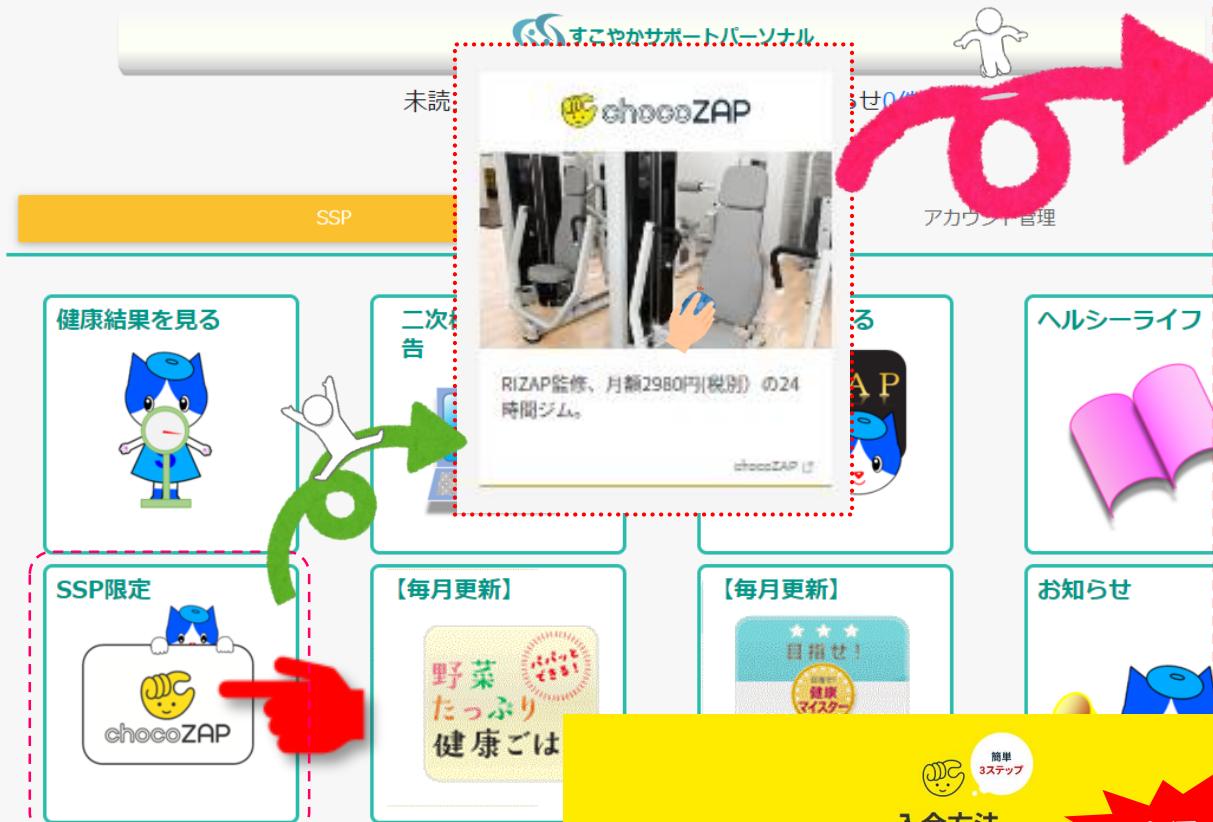 すこやかサポートパーソナル
未読
せ0件
SSP
アカウント管理
chocoZAP
RIZAP監修、月額2980円(税別）の24
時間ジム。
chocoZAP
健康結果を見る
二次
告
る
AP
ヘルシーライフ
SSP限定
chocoZAP
【毎月更新】
パパッと
できる!
野菜
たっぷり
健康ごは
【毎月更新】
目指せ!
目指せ!
健康
マイスター
お知らせ
簡単
3ステップ
入会方法